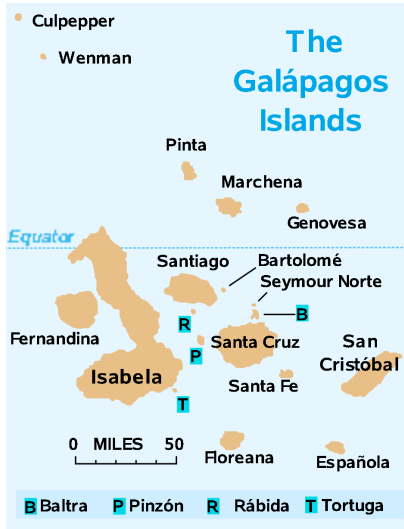 Culpepper
Wenman
The
Galápagos
Islands
Pinta
Marchena
Genovesa
Equator
Santiago
Bartolomé
Seymour Norte
B
R
Fernandina
P
Santa Cruz
San
Cristóbal
Isabela
Santa Fe
T
0 MILES 50
Floreana
Española
B Baltra P Pinzón R Rábida T Tortuga